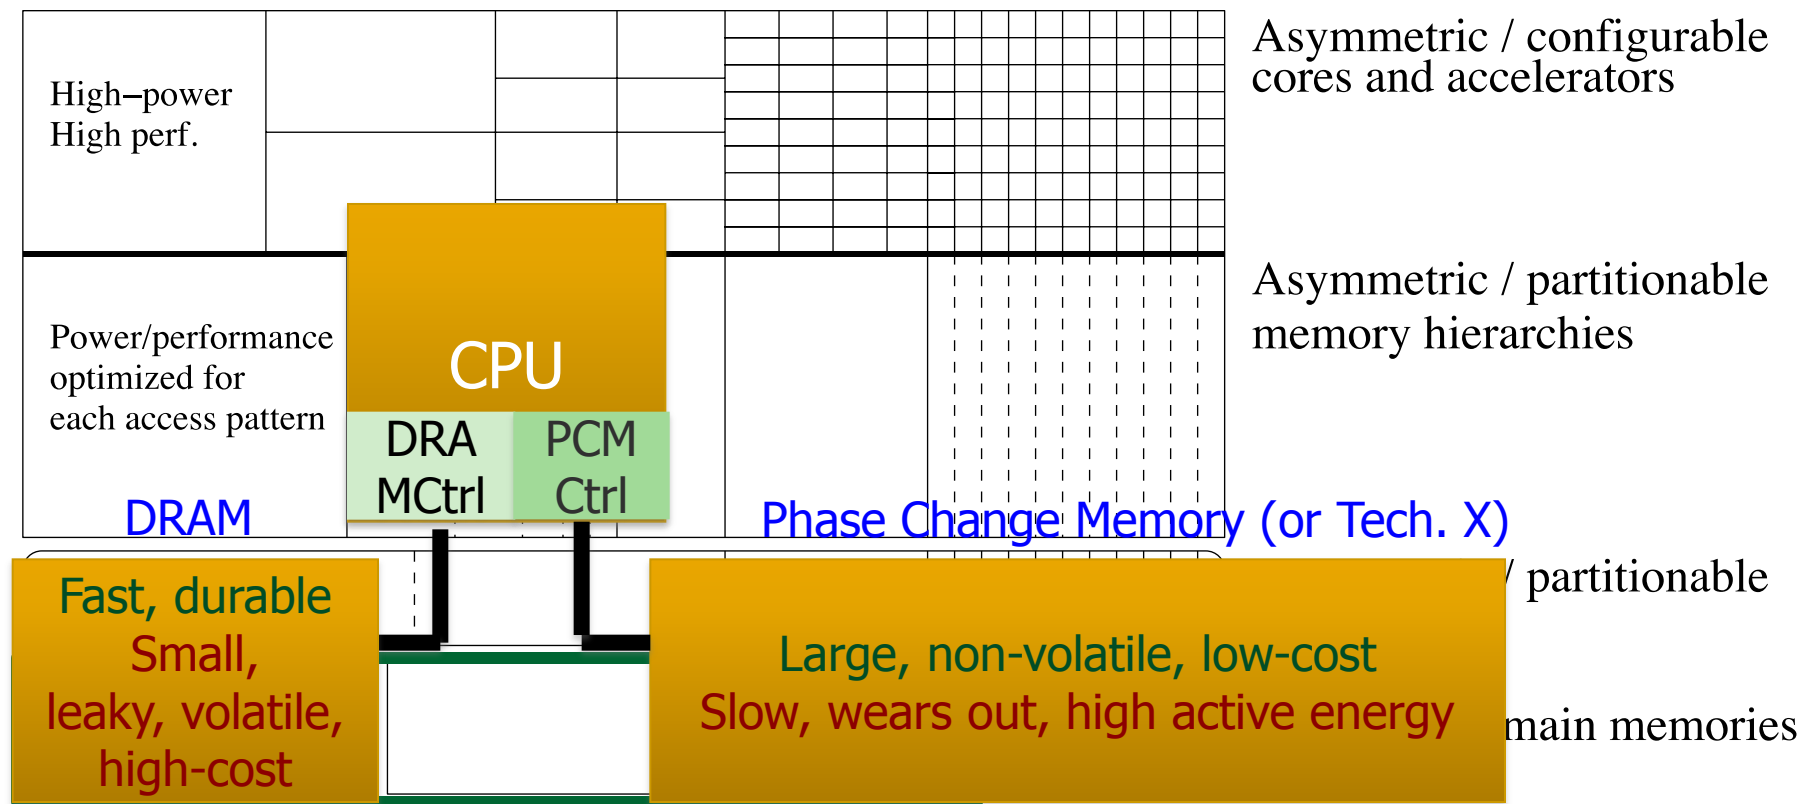 Asymmetric / configurable
cores and accelerators
High−power
High perf.
Asymmetric / partitionable
memory hierarchies
Power/performance
optimized for
each access pattern
CPU
DRA
MCtrl
PCM
Ctrl
DRAM
Phase Change Memory (or Tech. X)
/ partitionable
Fast, durable
Small,
leaky, volatile,
high-cost
Large, non-volatile, low-cost
Slow, wears out, high active energy
main memories